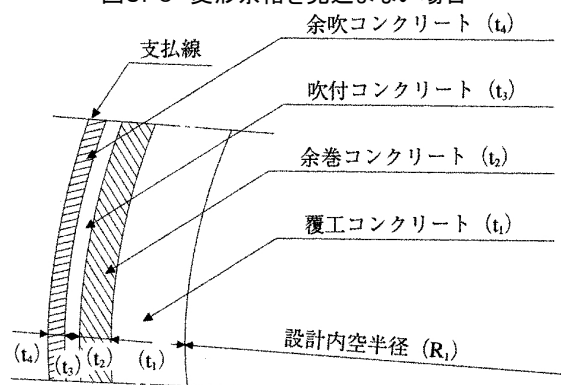 余吹コンクリート (t₄)
支払線
吹付コンクリート (t₃)
余巻コンクリート (t₂)
覆工コンクリート (t₁)
設計内空半径 (R₁)
(t₄) (t₃) (t₂) (t₁)